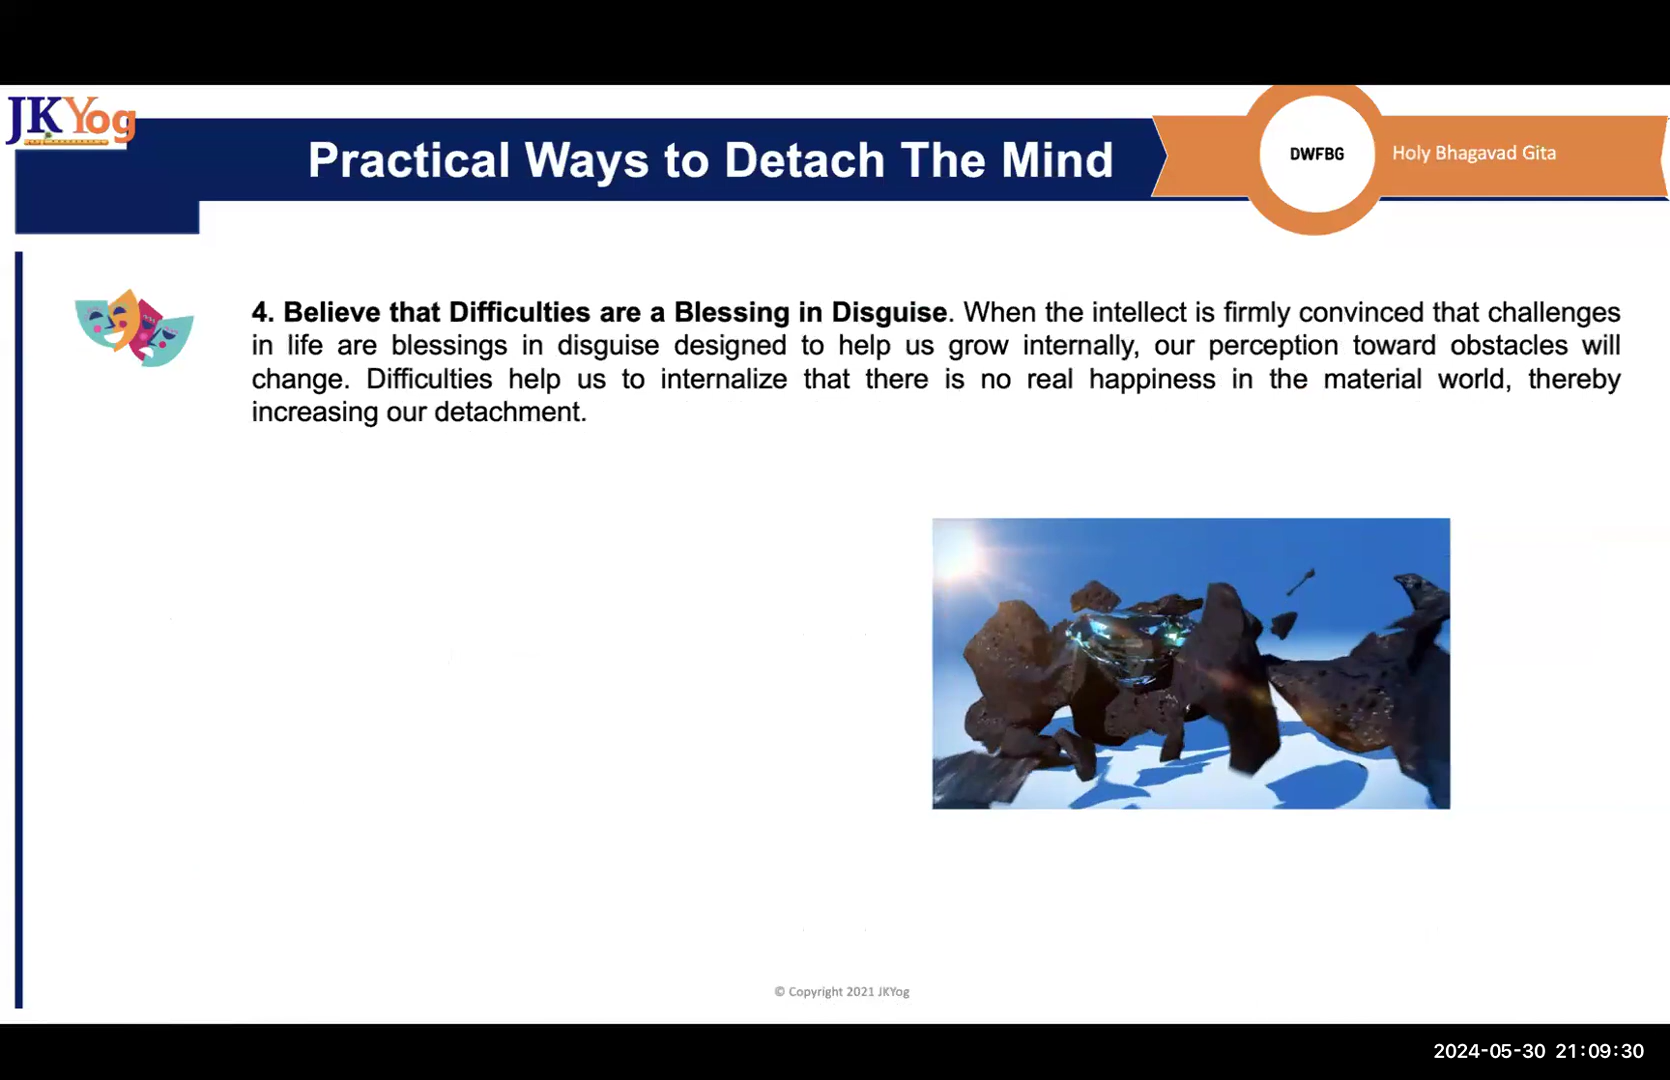 JKYog
Practical Ways to Detach The Mind
DWFBG
Holy Bhagavad Gita
4. Believe that Difficulties are a Blessing in Disguise. When the intellect is firmly convinced that challenges
in life are blessings in disguise designed to help us grow internally, our perception toward obstacles will
change. Difficulties help us to internalize that there is no real happiness in the material world, thereby
increasing our detachment.
© Copyright 2021 JKYog
2024-05-30 21:09:30